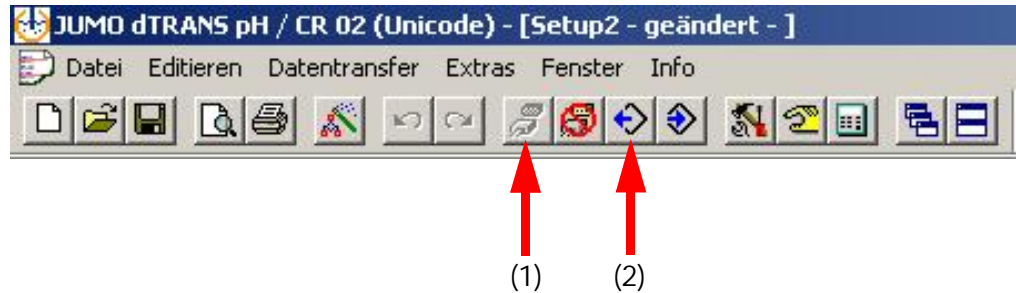 JUMO dTRANS pH / CR 02 (Unicode) - [Setup2 - geändert - ]
Datei Editieren Datentransfer Extras Fenster Info
(1) (2)